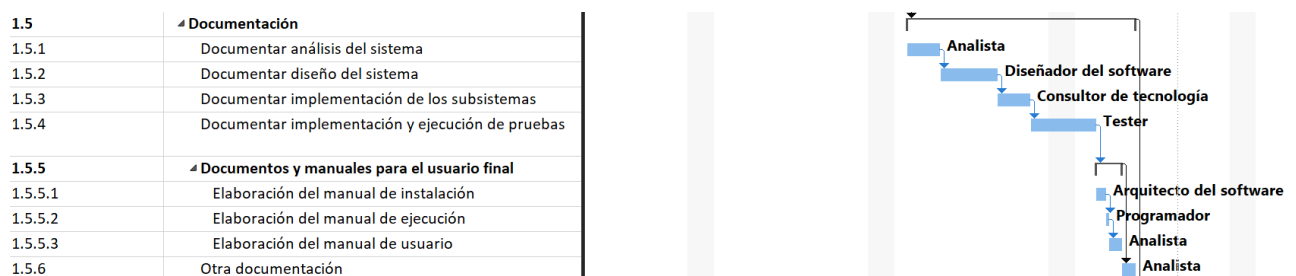 1.5 Documentación
1.5.1 Documentar análisis del sistema Analista
1.5.2 Documentar diseño del sistema Diseñador del software
1.5.3 Documentar implementación de los subsistemas Consultor de tecnología
1.5.4 Documentar implementación y ejecución de pruebas Tester
1.5.5 Documentos y manuales para el usuario final
1.5.5.1 Elaboración del manual de instalación Arquitecto del software
1.5.5.2 Elaboración del manual de ejecución Programador
1.5.5.3 Elaboración del manual de usuario Analista
1.5.6 Otra documentación Analista